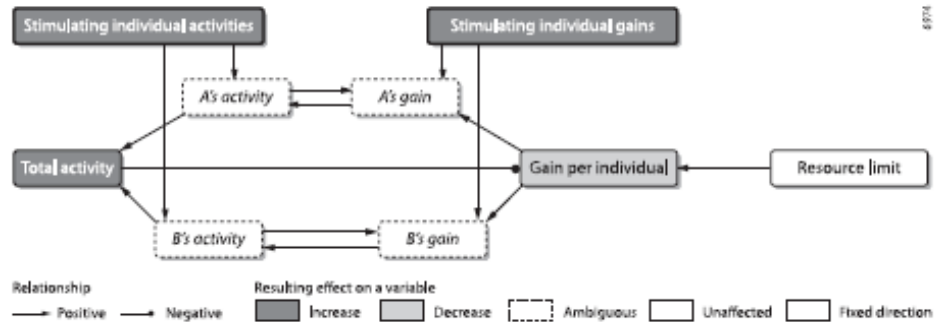 Stimulating individual activities
Stimulating individual gains
6974
A's activity
A's gain
Total activity
Gain per individual
Resource limit
B's activity
B's gain
Relationship
Resulting effect on a variable
Positive
Negative
Increase
Decrease
Ambiguous
Unaffected
Fixed direction